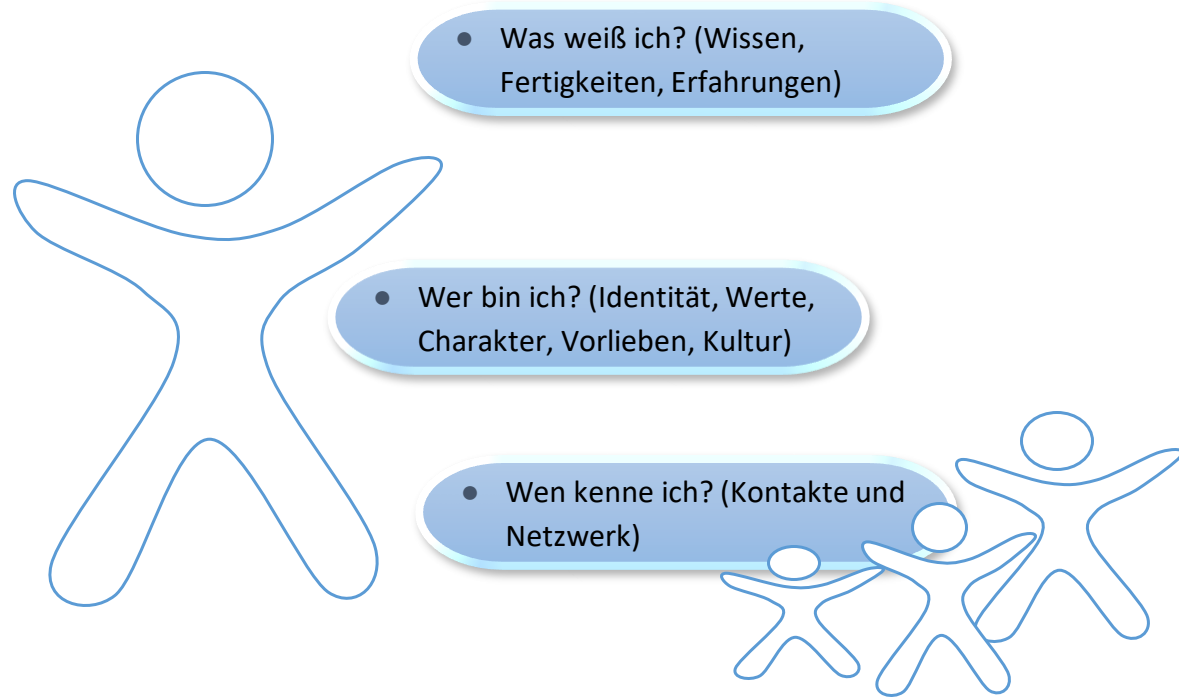 • Was weiß ich? (Wissen,
Fertigkeiten, Erfahrungen)
• Wer bin ich? (Identität, Werte,
Charakter, Vorlieben, Kultur)
• Wen kenne ich? (Kontakte und
Netzwerk)